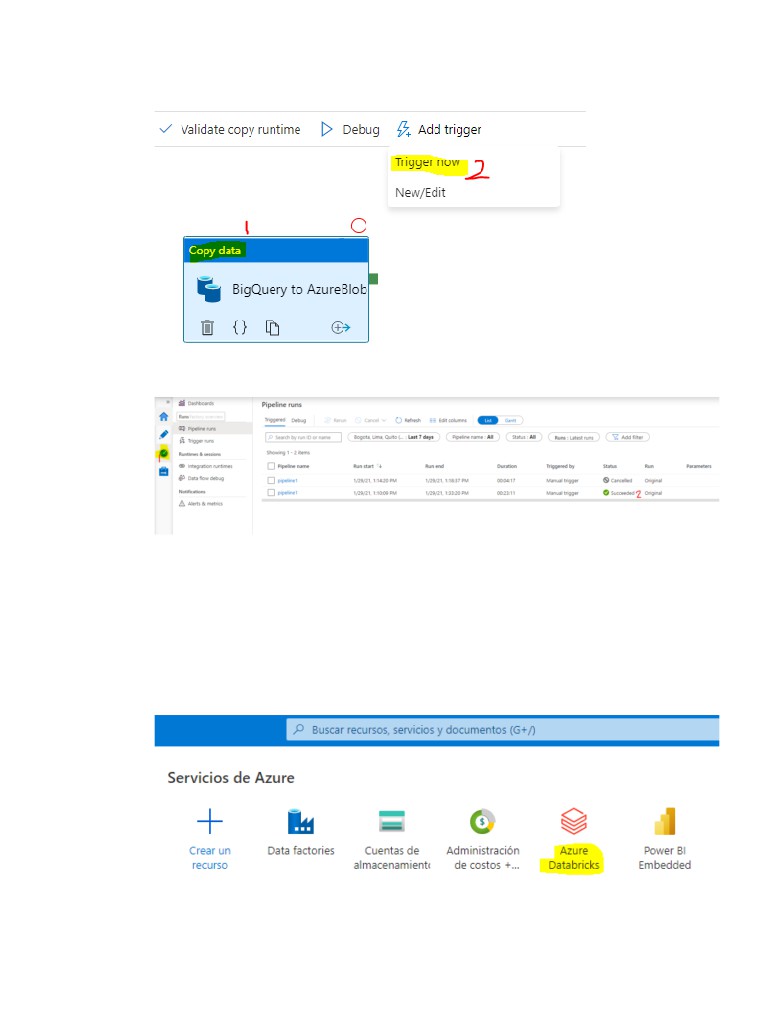 Validate copy runtime Debug Add trigger
Trigger now 2
New/Edit
1
Copy data
BigQuery to AzureBlob
{}
Dashboards
Runs
Pipeline runs
Trigger runs
Runtimes & sessions
Integration runtimes
Data flow debug
Notifications
Alerts & metrics
Pipeline runs
Triggered Debug Rerun Cancel Refresh Edit columns List Gantt
Search by run ID or name Bogota, Lima, Quito (... : Last 7 days Pipeline name : All Status : All Runs : Latest runs Add filter
Showing 1 - 2 items
Pipeline name Run start Run end Duration Triggered by Status Run Parameters
pipeline1 1/29/21, 1:14:20 PM 1/29/21, 1:18:37 PM 00:04:17 Manual trigger Cancelled Original
pipeline1 1/29/21, 1:10:09 PM 1/29/21, 1:33:20 PM 00:23:11 Manual trigger Succeeded 2 Original
Buscar recursos, servicios y documentos (G+/)
Servicios de Azure
Crear un recurso
Data factories
Cuentas de almacenamiento
Administración de costos +...
Azure Databricks
Power BI Embedded